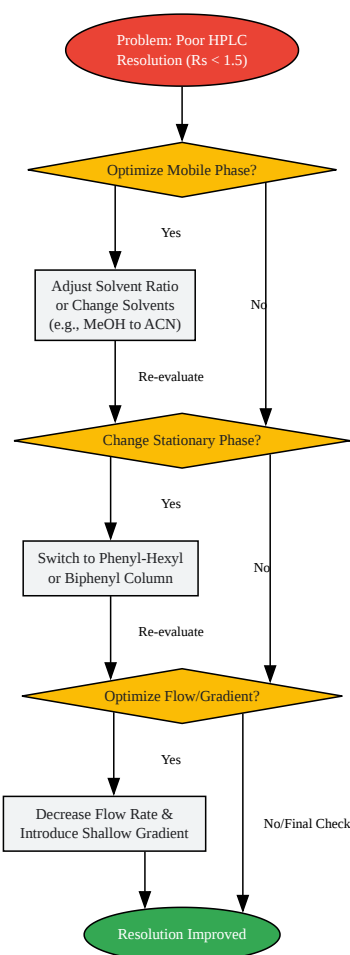 Problem: Poor HPLC
Resolution (Rs < 1.5)
Optimize Mobile Phase?
Yes
Adjust Solvent Ratio
or Change Solvents
(e.g., MeOH to ACN)
No
Re-evaluate
Change Stationary Phase?
Yes
Switch to Phenyl-Hexyl
or Biphenyl Column
No
Re-evaluate
Optimize Flow/Gradient?
Yes
Decrease Flow Rate &
Introduce Shallow Gradient
No/Final Check
Resolution Improved